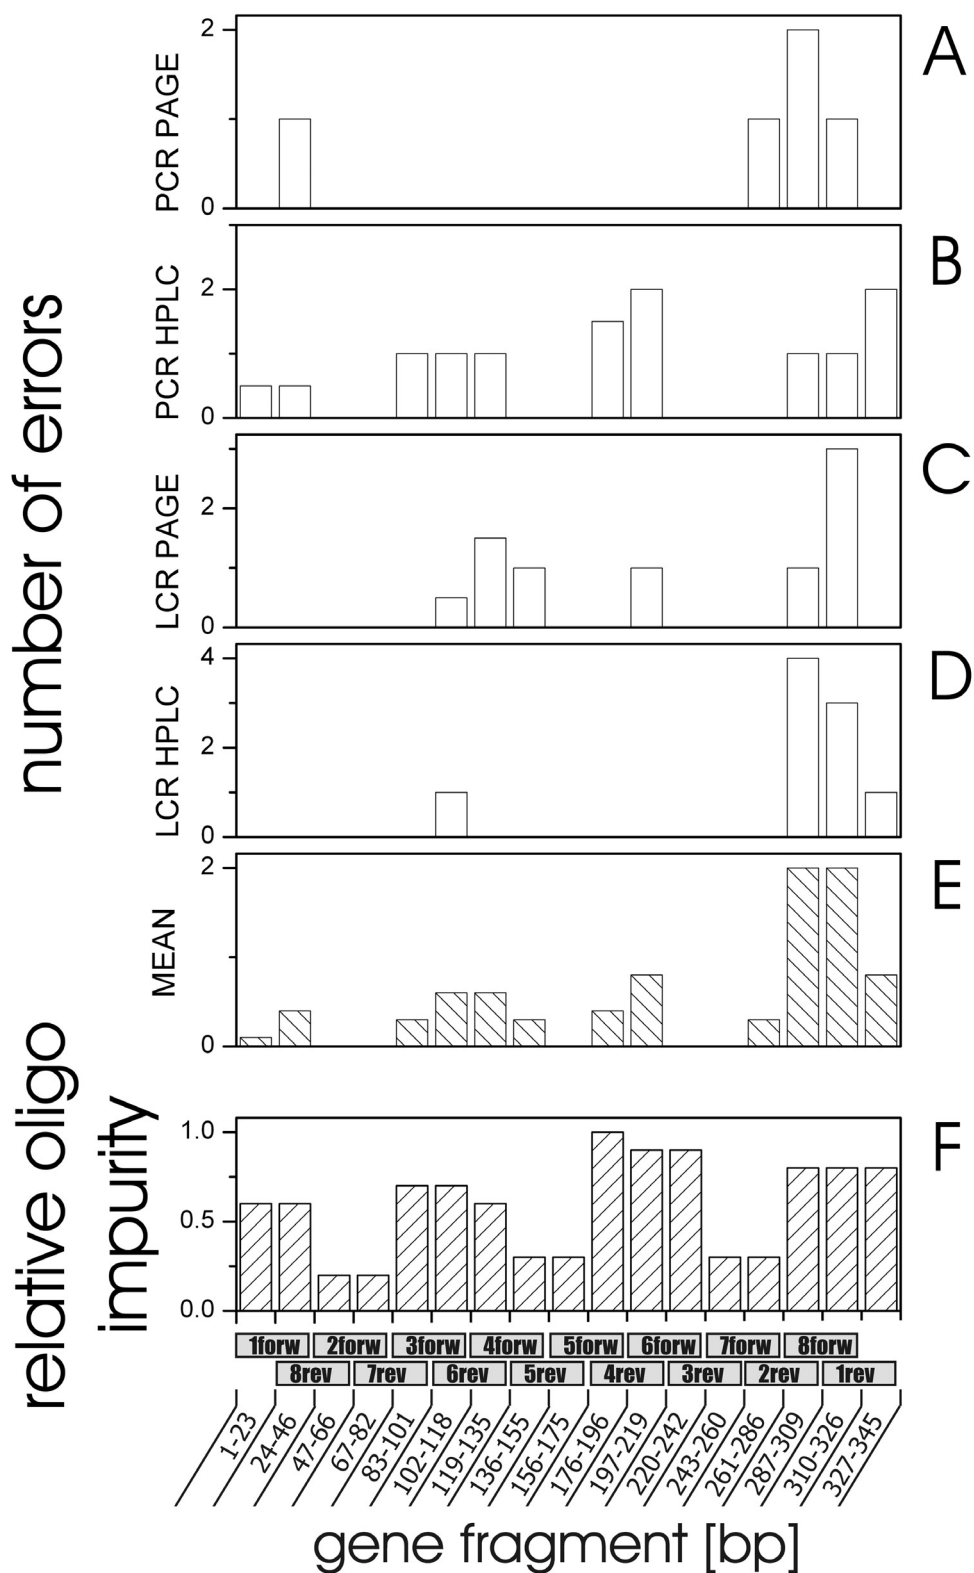 A
PCR PAGE
2
0
B
PCR HPLC
2
0
number of errors
C
LCR PAGE
2
0
D
LCR HPLC
4
2
0
E
MEAN
2
0
F
relative oligo
impurity
1.0
0.5
0.0
1forw 2forw 3forw 4forw 5forw 6forw 7forw 8forw
8rev 7rev 6rev 5rev 4rev 3rev 2rev 1rev
1-23 24-46 47-66 67-82 83-101 102-118 119-135 136-155 156-175 176-196 197-219 220-242 243-260 261-286 287-309 310-326 327-345
gene fragment [bp]